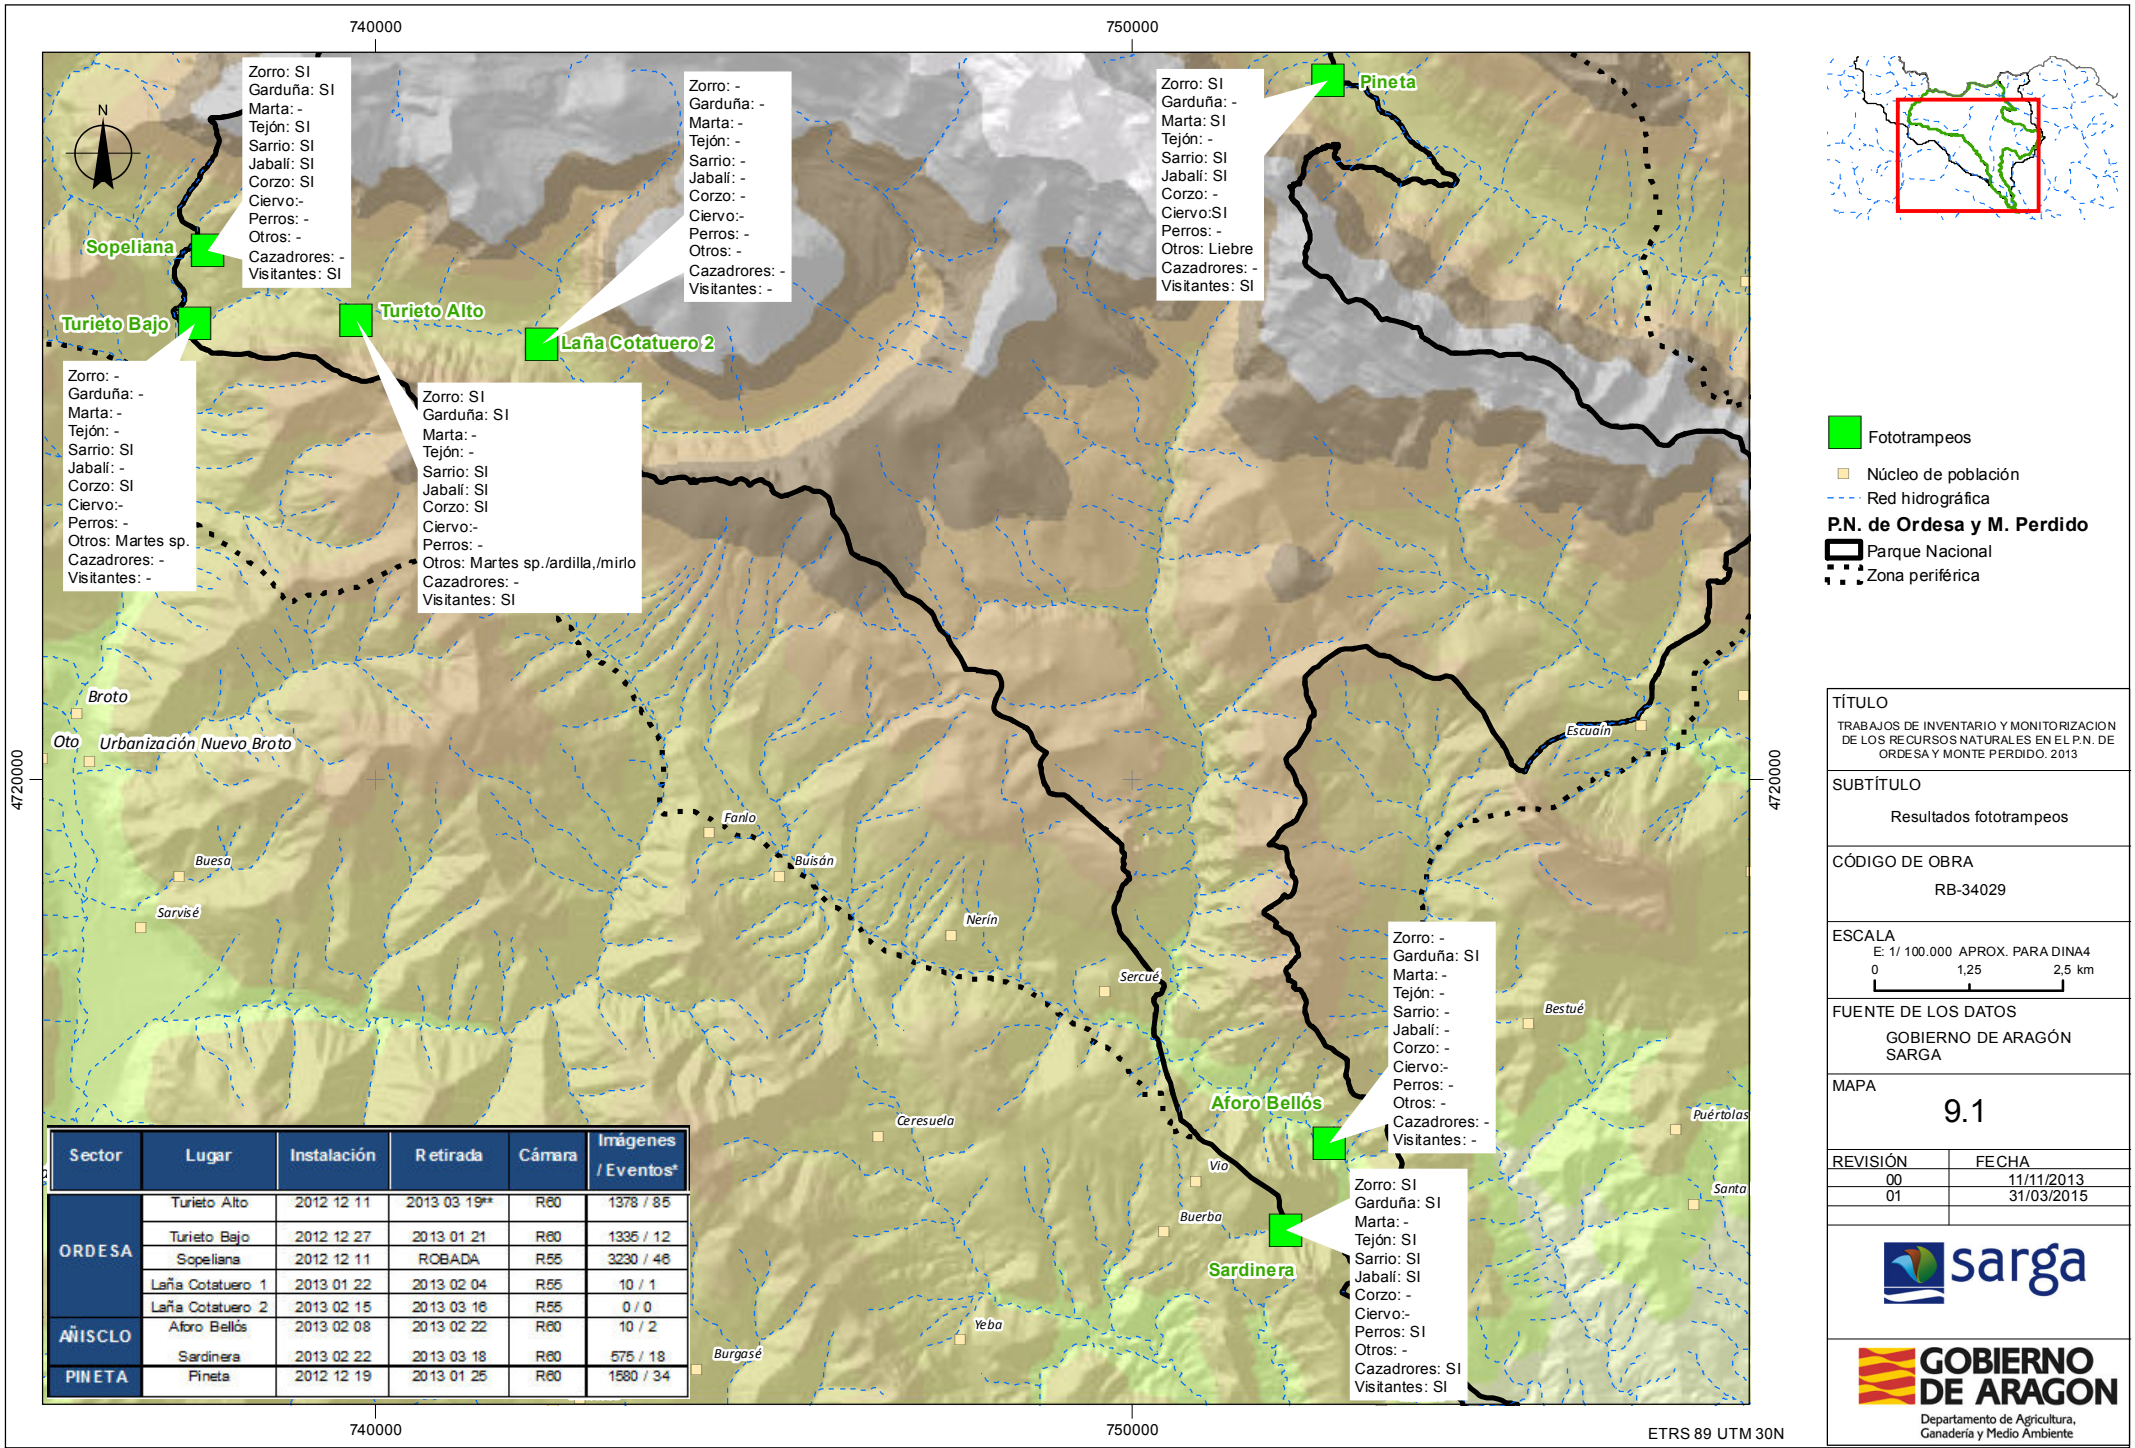 740000
750000
N
Zorro: SI
Garduña: SI
Marta: -
Tejón: SI
Sarrio: SI
Jabalí: SI
Corzo: SI
Ciervo:-
Perros: -
Otros: -
Cazadrores: -
Visitantes: SI
Sopeliana
Zorro: -
Garduña: -
Marta: -
Tejón: -
Sarrio: -
Jabalí: -
Corzo: -
Ciervo:-
Perros: -
Otros: -
Cazadrores: -
Visitantes: -
Laña Cotatuero 2
Zorro: SI
Garduña: -
Marta: SI
Tejón: -
Sarrio: SI
Jabalí: SI
Corzo: -
Ciervo:SI
Perros: -
Otros: Liebre
Cazadrores: -
Visitantes: SI
Pineta
Turieto Bajo
Zorro: -
Garduña: -
Marta: -
Tejón: -
Sarrio: SI
Jabalí: -
Corzo: SI
Ciervo:-
Perros: -
Otros: Martes sp.
Cazadrores: -
Visitantes: -
Turieto Alto
Zorro: SI
Garduña: SI
Marta: -
Tejón: -
Sarrio: SI
Jabalí: SI
Corzo: SI
Ciervo:-
Perros: -
Otros: Martes sp./ardilla,/mirlo
Cazadrores: -
Visitantes: SI
Broto
Oto
Urbanización Nuevo Broto
Escuaín
4720000
4720000
Fanlo
Buisán
Buesa
Sarvisé
Nerín
Sercué
Bestué
Ceresuela
Puértolas
Vio
Santa
Buerba
Yeba
Burgasé
Aforo Bellós
Zorro: -
Garduña: SI
Marta: -
Tejón: -
Sarrio: -
Jabalí: -
Corzo: -
Ciervo:-
Perros: -
Otros: -
Cazadrores: -
Visitantes: -
Sardinera
Zorro: SI
Garduña: SI
Marta: -
Tejón: SI
Sarrio: SI
Jabalí: SI
Corzo: -
Ciervo:-
Perros: SI
Otros: -
Cazadrores: SI
Visitantes: SI
Sector Lugar Instalación Retirada Cámara Imágenes / Eventos*
ORDESA
Turieto Alto 2012 12 11 2013 03 19** R60 1378 / 85
Turieto Bajo 2012 12 27 2013 01 21 R60 1335 / 12
Sopeliana 2012 12 11 ROBADA R55 3230 / 46
Laña Cotatuero 1 2013 01 22 2013 02 04 R55 10 / 1
Laña Cotatuero 2 2013 02 15 2013 03 16 R55 0 / 0
AÑISCLO
Aforo Bellós 2013 02 08 2013 02 22 R60 10 / 2
Sardinera 2013 02 22 2013 03 18 R60 575 / 18
PINETA Pineta 2012 12 19 2013 01 25 R60 1580 / 34
740000
750000
ETRS 89 UTM 30N
Fototrampeos
Núcleo de población
Red hidrográfica
P.N. de Ordesa y M. Perdido
Parque Nacional
Zona periférica
TÍTULO
TRABAJOS DE INVENTARIO Y MONITORIZACION
DE LOS RECURSOS NATURALES EN EL P.N. DE
ORDESA Y MONTE PERDIDO. 2013
SUBTÍTULO
Resultados fototrampeos
CÓDIGO DE OBRA
RB-34029
ESCALA
E: 1/ 100.000 APROX. PARA DINA4
0 1,25 2,5 km
FUENTE DE LOS DATOS
GOBIERNO DE ARAGÓN
SARGA
MAPA
9.1
REVISIÓN FECHA
00 11/11/2013
01 31/03/2015
sarga
GOBIERNO
DE ARAGON
Departamento de Agricultura,
Ganadería y Medio Ambiente